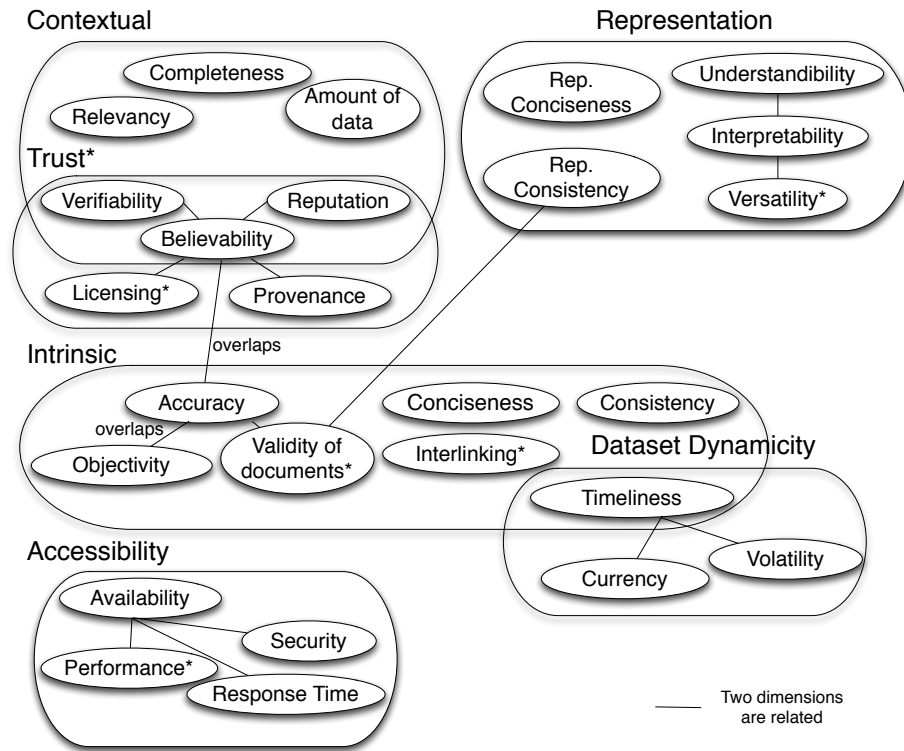 Contextual
Completeness
Relevancy
Amount of
data
Trust*
Verifiability
Reputation
Believability
Licensing*
Provenance
Representation
Rep.
Conciseness
Understandibility
Interpretability
Rep.
Consistency
Versatility*
overlaps
Intrinsic
Accuracy
Conciseness
Consistency
overlaps
Objectivity
Validity of
documents*
Interlinking*
Dataset Dynamicity
Timeliness
Currency
Volatility
Accessibility
Availability
Security
Performance*
Response Time
Two dimensions
are related